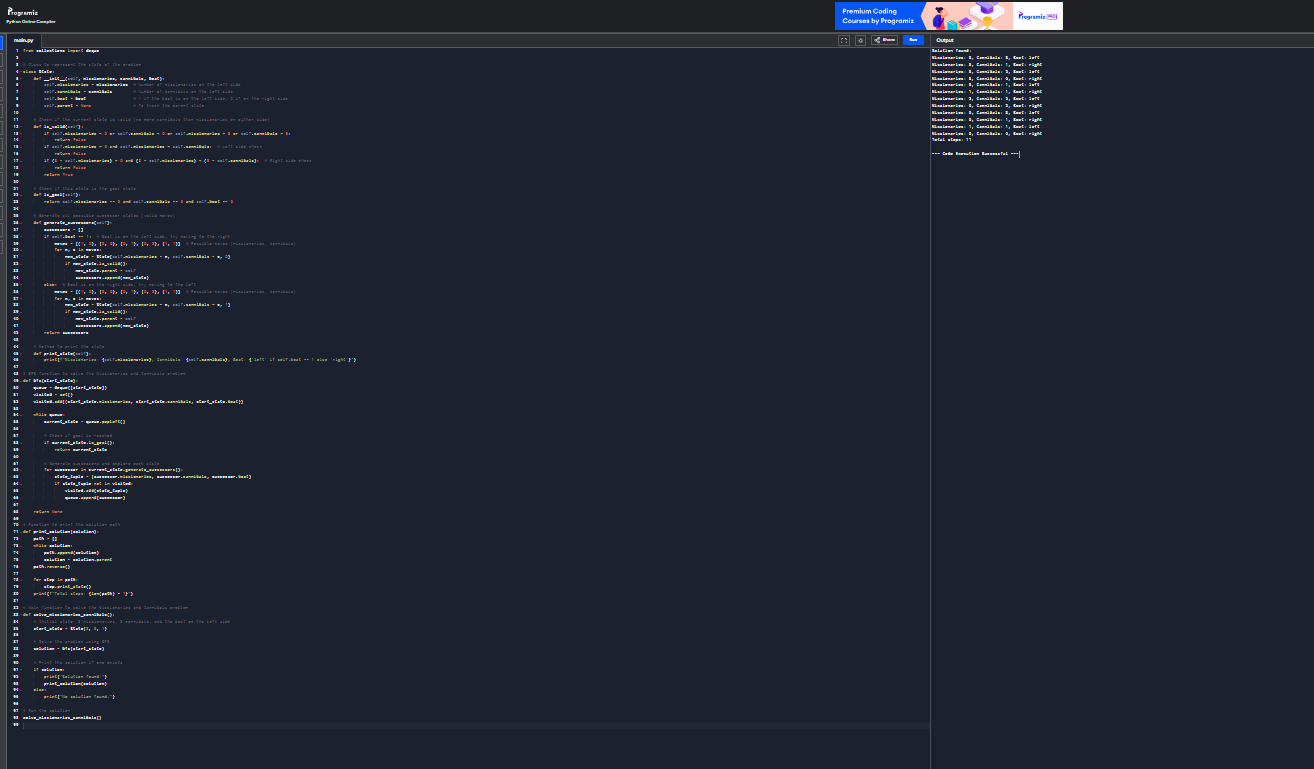 Programiz
Python Online Compiler
Premium Coding
Courses by Programiz
Programiz PRO
main.py
Share
Run
Output
1 from collections import deque
2
3 # Class to represent the state of the problem
4 class State:
5 def __init__(self, missionaries, cannibals, boat):
6 self.missionaries = missionaries # Number of missionaries on the left side
7 self.cannibals = cannibals # Number of cannibals on the left side
8 self.boat = boat # 1 if the boat is on the left side, 0 if on the right side
9 self.parent = None # To track the parent state
10
11 # Check if the current state is valid (no more cannibals than missionaries on either side)
12 def is_valid(self):
13 if self.missionaries < 0 or self.cannibals < 0 or self.missionaries > 3 or self.cannibals > 3:
14 return False
15 if self.missionaries > 0 and self.missionaries < self.cannibals: # Left side check
16 return False
17 if (3 - self.missionaries) > 0 and (3 - self.missionaries) < (3 - self.cannibals): # Right side check
18 return False
19 return True
20
21 # Check if this state is the goal state
22 def is_goal(self):
23 return self.missionaries == 0 and self.cannibals == 0 and self.boat == 0
24
25 # Generate all possible successor states (valid moves)
26 def generate_successors(self):
27 successors = []
28 if self.boat == 1: # Boat is on the left side, try moving to the right
29 moves = [(1, 0), (2, 0), (0, 1), (0, 2), (1, 1)] # Possible moves (missionaries, cannibals)
30 for m, c in moves:
31 new_state = State(self.missionaries - m, self.cannibals - c, 0)
32 if new_state.is_valid():
33 new_state.parent = self
34 successors.append(new_state)
35 else: # Boat is on the right side, try moving to the left
36 moves = [(1, 0), (2, 0), (0, 1), (0, 2), (1, 1)] # Possible moves (missionaries, cannibals)
37 for m, c in moves:
38 new_state = State(self.missionaries + m, self.cannibals + c, 1)
39 if new_state.is_valid():
40 new_state.parent = self
41 successors.append(new_state)
42 return successors
43
44 # Method to print the state
45 def print_state(self):
46 print(f"Missionaries: {self.missionaries}, Cannibals: {self.cannibals}, Boat: {'left' if self.boat == 1 else 'right'}")
47
48 # BFS function to solve the Missionaries and Cannibals problem
49 def bfs(start_state):
50 queue = deque([start_state])
51 visited = set()
52 visited.add((start_state.missionaries, start_state.cannibals, start_state.boat))
53
54 while queue:
55 current_state = queue.popleft()
56
57 # Check if goal is reached
58 if current_state.is_goal():
59 return current_state
60
61 # Generate successors and explore each state
62 for successor in current_state.generate_successors():
63 state_tuple = (successor.missionaries, successor.cannibals, successor.boat)
64 if state_tuple not in visited:
65 visited.add(state_tuple)
66 queue.append(successor)
67
68 return None
69
70 # Function to print the solution path
71 def print_solution(solution):
72 path = []
73 while solution:
74 path.append(solution)
75 solution = solution.parent
76 path.reverse()
77
78 for step in path:
79 step.print_state()
80 print(f"Total steps: {len(path) - 1}")
81
82 # Main function to solve the Missionaries and Cannibals problem
83 def solve_missionaries_cannibals():
84 # Initial state: 3 missionaries, 3 cannibals, and the boat on the left side
85 start_state = State(3, 3, 1)
86
87 # Solve the problem using BFS
88 solution = bfs(start_state)
89
90 # Print the solution if one exists
91 if solution:
92 print("Solution found:")
93 print_solution(solution)
94 else:
95 print("No solution found.")
96
97 # Run the solution
98 solve_missionaries_cannibals()
99
Solution found:
Missionaries: 3, Cannibals: 3, Boat: left
Missionaries: 3, Cannibals: 1, Boat: right
Missionaries: 3, Cannibals: 2, Boat: left
Missionaries: 3, Cannibals: 0, Boat: right
Missionaries: 3, Cannibals: 1, Boat: left
Missionaries: 1, Cannibals: 1, Boat: right
Missionaries: 2, Cannibals: 2, Boat: left
Missionaries: 0, Cannibals: 2, Boat: right
Missionaries: 0, Cannibals: 3, Boat: left
Missionaries: 0, Cannibals: 1, Boat: right
Missionaries: 1, Cannibals: 1, Boat: left
Missionaries: 0, Cannibals: 0, Boat: right
Total steps: 11
=== Code Execution Successful ===